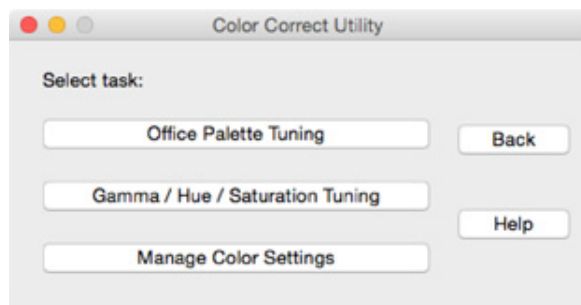 Color Correct Utility
Select task:
Office Palette Tuning
Back
Gamma / Hue / Saturation Tuning
Help
Manage Color Settings